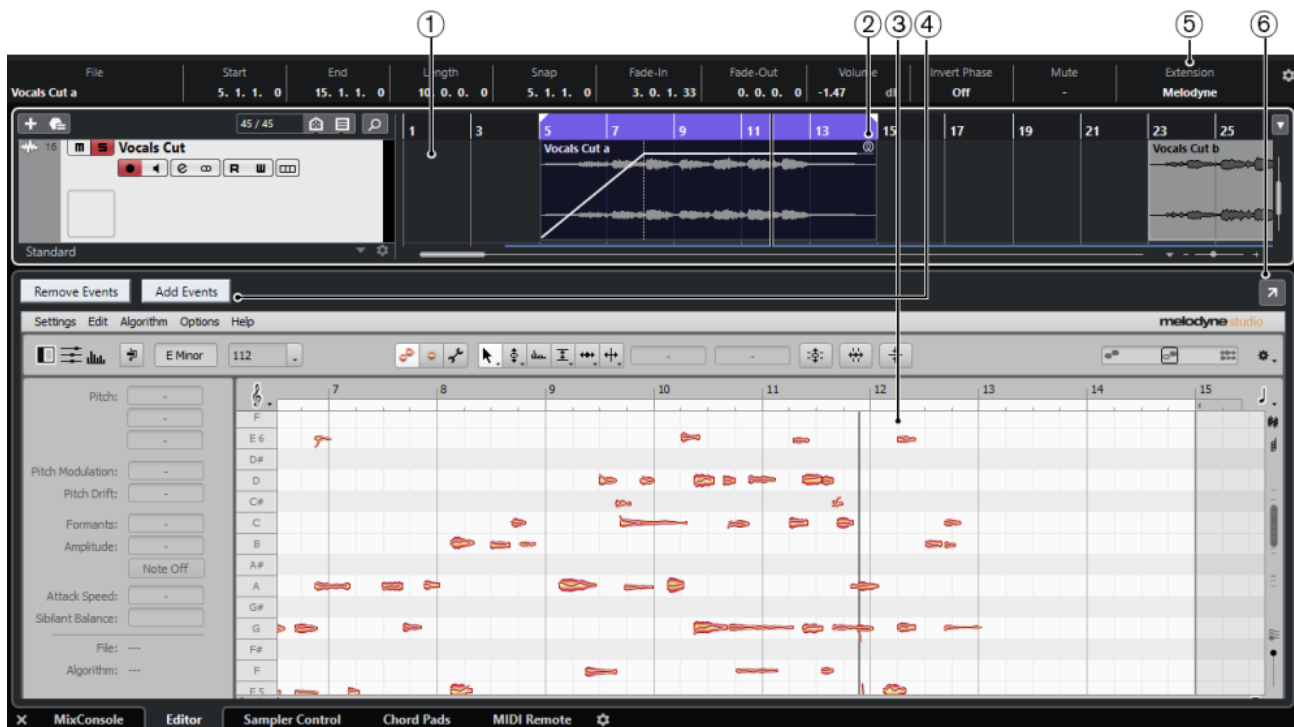 ① ② ③ ④ ⑤ ⑥
File Start End Length Snap Fade-In Fade-Out Volume Invert Phase Mute Extension
Vocals Cut a 5. 1. 1. 0 15. 1. 1. 0 10. 0. 0. 0 5. 1. 1. 0 3. 0. 1. 33 0. 0. 0. 0 -1.47 dB Off - Melodyne
45 / 45
1 3 5 7 9 11 13 15 17 19 21 23 25
16 m S Vocals Cut
Vocals Cut a
Vocals Cut b
e R W
Standard
Remove Events Add Events
Settings Edit Algorithm Options Help
melodyne studio
E Minor 112 - -
7 8 9 10 11 12 13 14 15
Pitch: -
-
-
Pitch Modulation: -
Pitch Drift: -
Formants: -
Amplitude: -
Note Off
Attack Speed: -
Sibilant Balance:
File: ---
Algorithm: ---
F
E 6
D#
D
C#
C
B
A#
A
G#
G
F#
F
E 5
X MixConsole Editor Sampler Control Chord Pads MIDI Remote